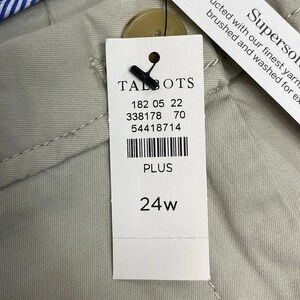 TALBOTS
182 05 22
338178 70
54418714
PLUS
24w
Supersof
ucted with our finest yarn
brushed and washed for ex